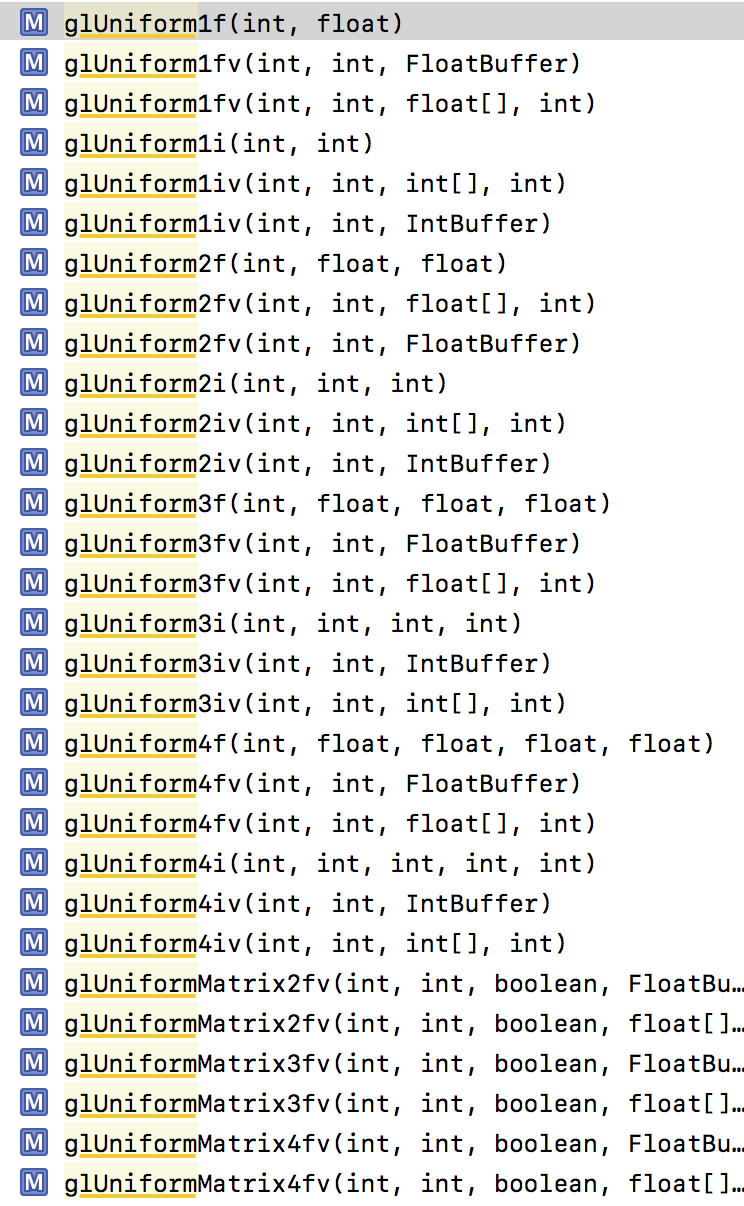 M glUniform1f(int, float)
M glUniform1fv(int, int, FloatBuffer)
M glUniform1fv(int, int, float[], int)
M glUniform1i(int, int)
M glUniform1iv(int, int, int[], int)
M glUniform1iv(int, int, IntBuffer)
M glUniform2f(int, float, float)
M glUniform2fv(int, int, float[], int)
M glUniform2fv(int, int, FloatBuffer)
M glUniform2i(int, int, int)
M glUniform2iv(int, int, int[], int)
M glUniform2iv(int, int, IntBuffer)
M glUniform3f(int, float, float, float)
M glUniform3fv(int, int, FloatBuffer)
M glUniform3fv(int, int, float[], int)
M glUniform3i(int, int, int, int)
M glUniform3iv(int, int, IntBuffer)
M glUniform3iv(int, int, int[], int)
M glUniform4f(int, float, float, float, float)
M glUniform4fv(int, int, FloatBuffer)
M glUniform4fv(int, int, float[], int)
M glUniform4i(int, int, int, int, int)
M glUniform4iv(int, int, IntBuffer)
M glUniform4iv(int, int, int[], int)
M glUniformMatrix2fv(int, int, boolean, FloatBu…
M glUniformMatrix2fv(int, int, boolean, float[]…
M glUniformMatrix3fv(int, int, boolean, FloatBu…
M glUniformMatrix3fv(int, int, boolean, float[]…
M glUniformMatrix4fv(int, int, boolean, FloatBu…
M glUniformMatrix4fv(int, int, boolean, float[]…